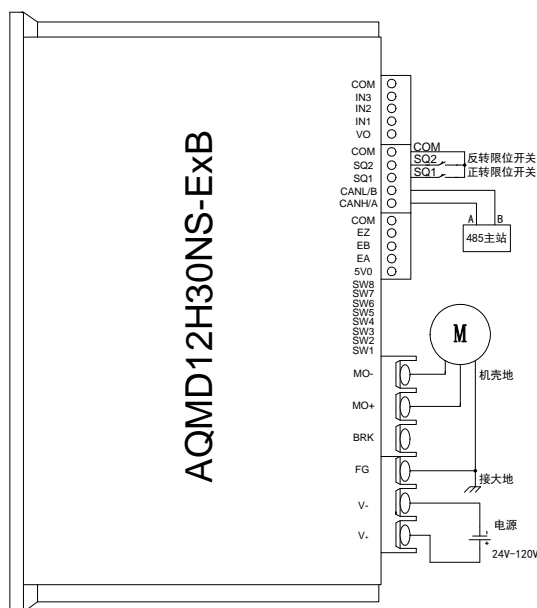 AQMD12H30NS-ExB
COM
IN3
IN2
IN1
VO
COM
SQ2
SQ1
CANL/B
CANH/A
COM
EZ
EB
EA
5V0
SW8
SW7
SW6
SW5
SW4
SW3
SW2
SW1
MO-
MO+
BRK
FG
V-
V+
COM
SQ2 反转限位开关
SQ1 正转限位开关
A B
485主站
M
机壳地
接大地
电源
24V-120V